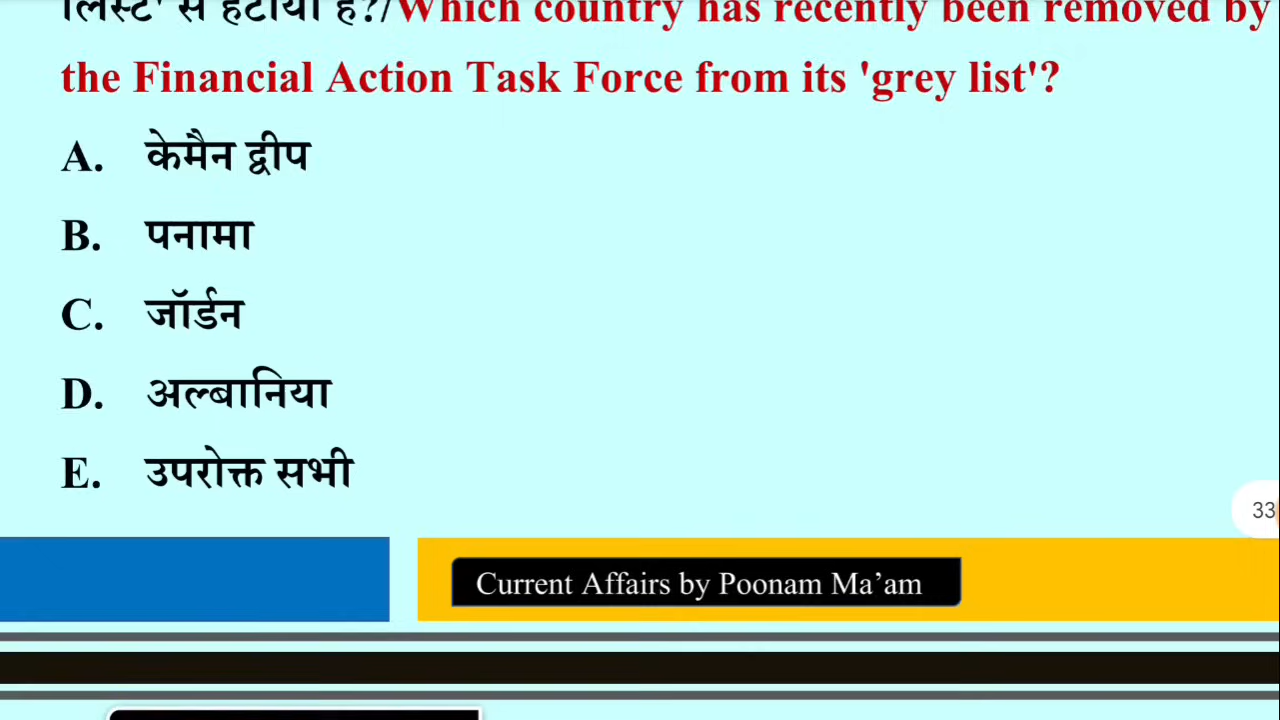 लिस्ट' से हटाया है?/Which country has recently been removed by
the Financial Action Task Force from its 'grey list'?
A. केमैन द्वीप
B. पनामा
C. जॉर्डन
D. अल्बानिया
E. उपरोक्त सभी
33
Current Affairs by Poonam Ma’am